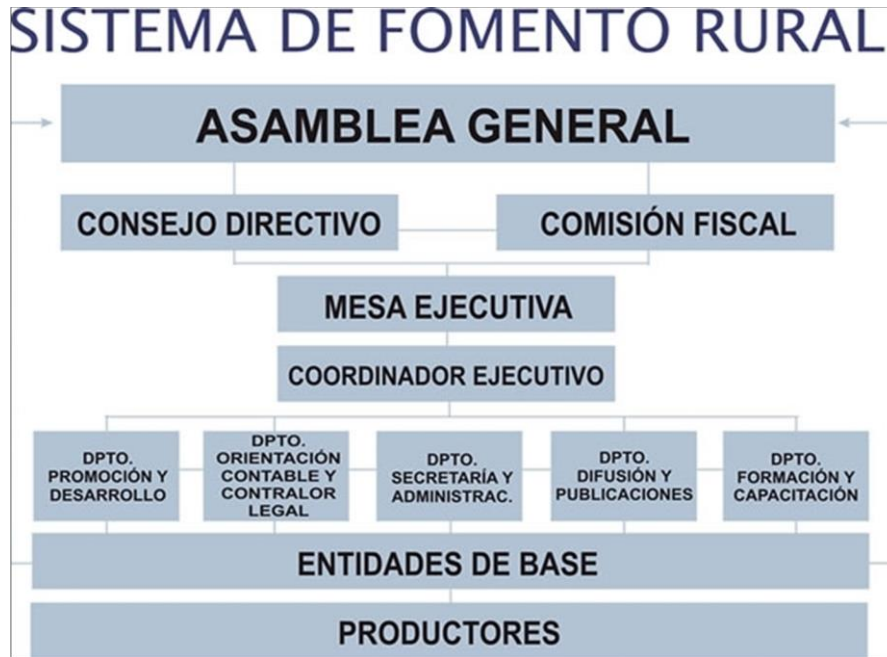 SISTEMA DE FOMENTO RURAL
ASAMBLEA GENERAL
CONSEJO DIRECTIVO
COMISIÓN FISCAL
MESA EJECUTIVA
COORDINADOR EJECUTIVO
DPTO.
PROMOCIÓN Y
DESARROLLO
DPTO.
ORIENTACIÓN
CONTABLE Y
CONTRALOR
LEGAL
DPTO.
SECRETARÍA Y
ADMINISTRAC.
DPTO.
DIFUSIÓN Y
PUBLICACIONES
DPTO.
FORMACIÓN Y
CAPACITACIÓN
ENTIDADES DE BASE
PRODUCTORES